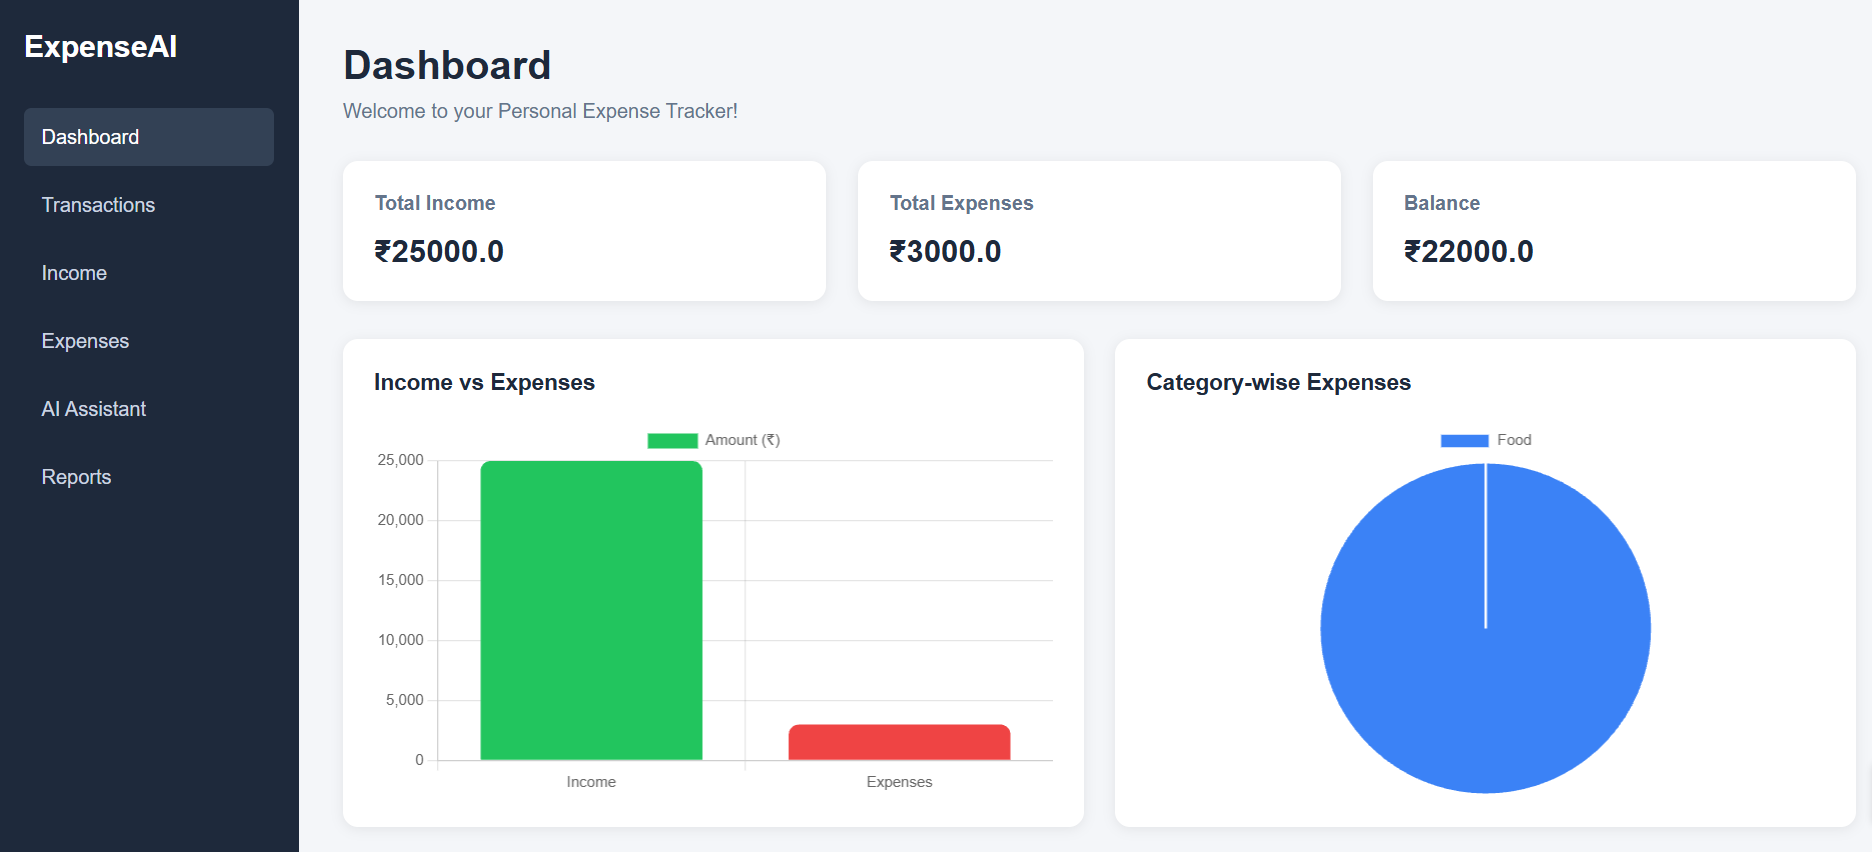 ExpenseAI
Dashboard
Transactions
Income
Expenses
AI Assistant
Reports
Dashboard
Welcome to your Personal Expense Tracker!
Total Income
₹25000.0
Total Expenses
₹3000.0
Balance
₹22000.0
Income vs Expenses
Amount (₹)
25,000
20,000
15,000
10,000
5,000
0
Income
Expenses
Category-wise Expenses
Food